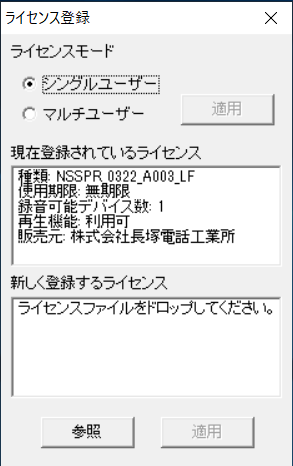 ライセンス登録
ライセンスモード
シングルユーザー
マルチユーザー
適用
現在登録されているライセンス
種類: NSSPR_0322_A003_LF
使用期限: 無期限
録音可能デバイス数: 1
再生機能: 利用可
販売元: 株式会社長塚電話工業所
新しく登録するライセンス
ライセンスファイルをドロップしてください。
参照
適用